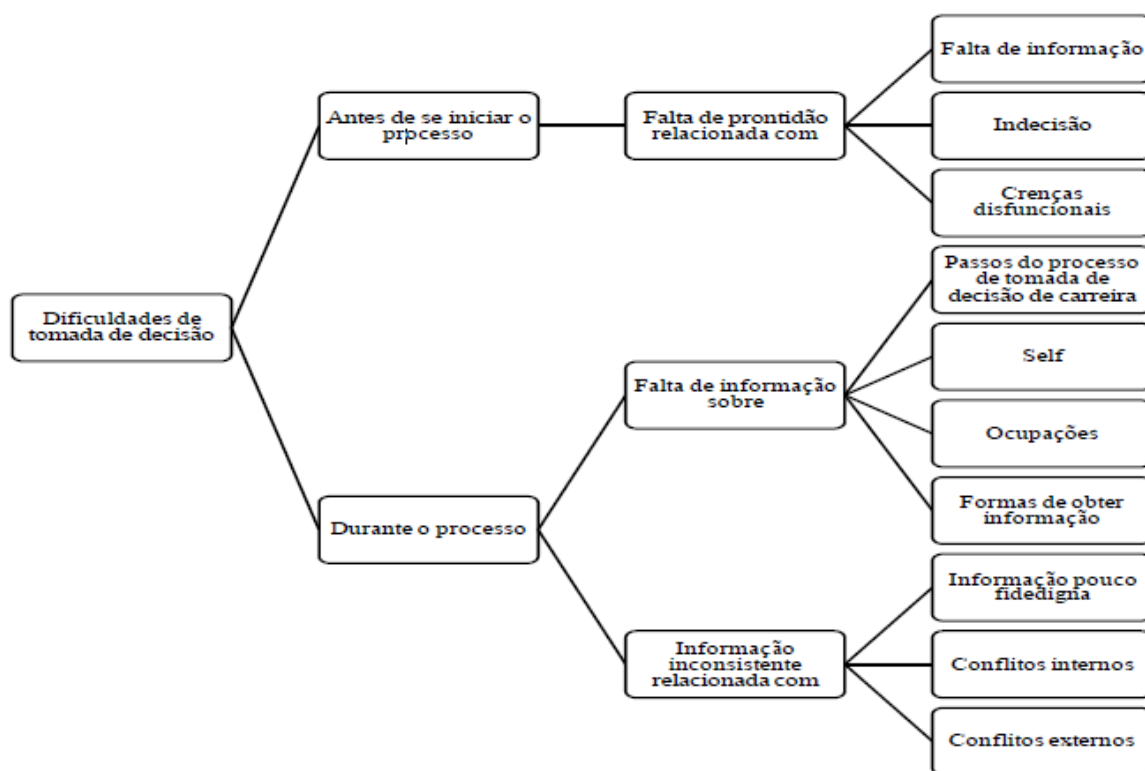 Falta de informação
Antes de se iniciar o
processo
Falta de prontidão
relacionada com
Indecisão
Crenças
disfuncionais
Passos do processo
de tomada de
decisão de carreira
Dificuldades de
tomada de decisão
Self
Falta de informação
sobre
Ocupações
Formas de obter
informação
Durante o processo
Informação pouco
fidedigna
Informação
inconsistente
relacionada com
Conflitos internos
Conflitos externos